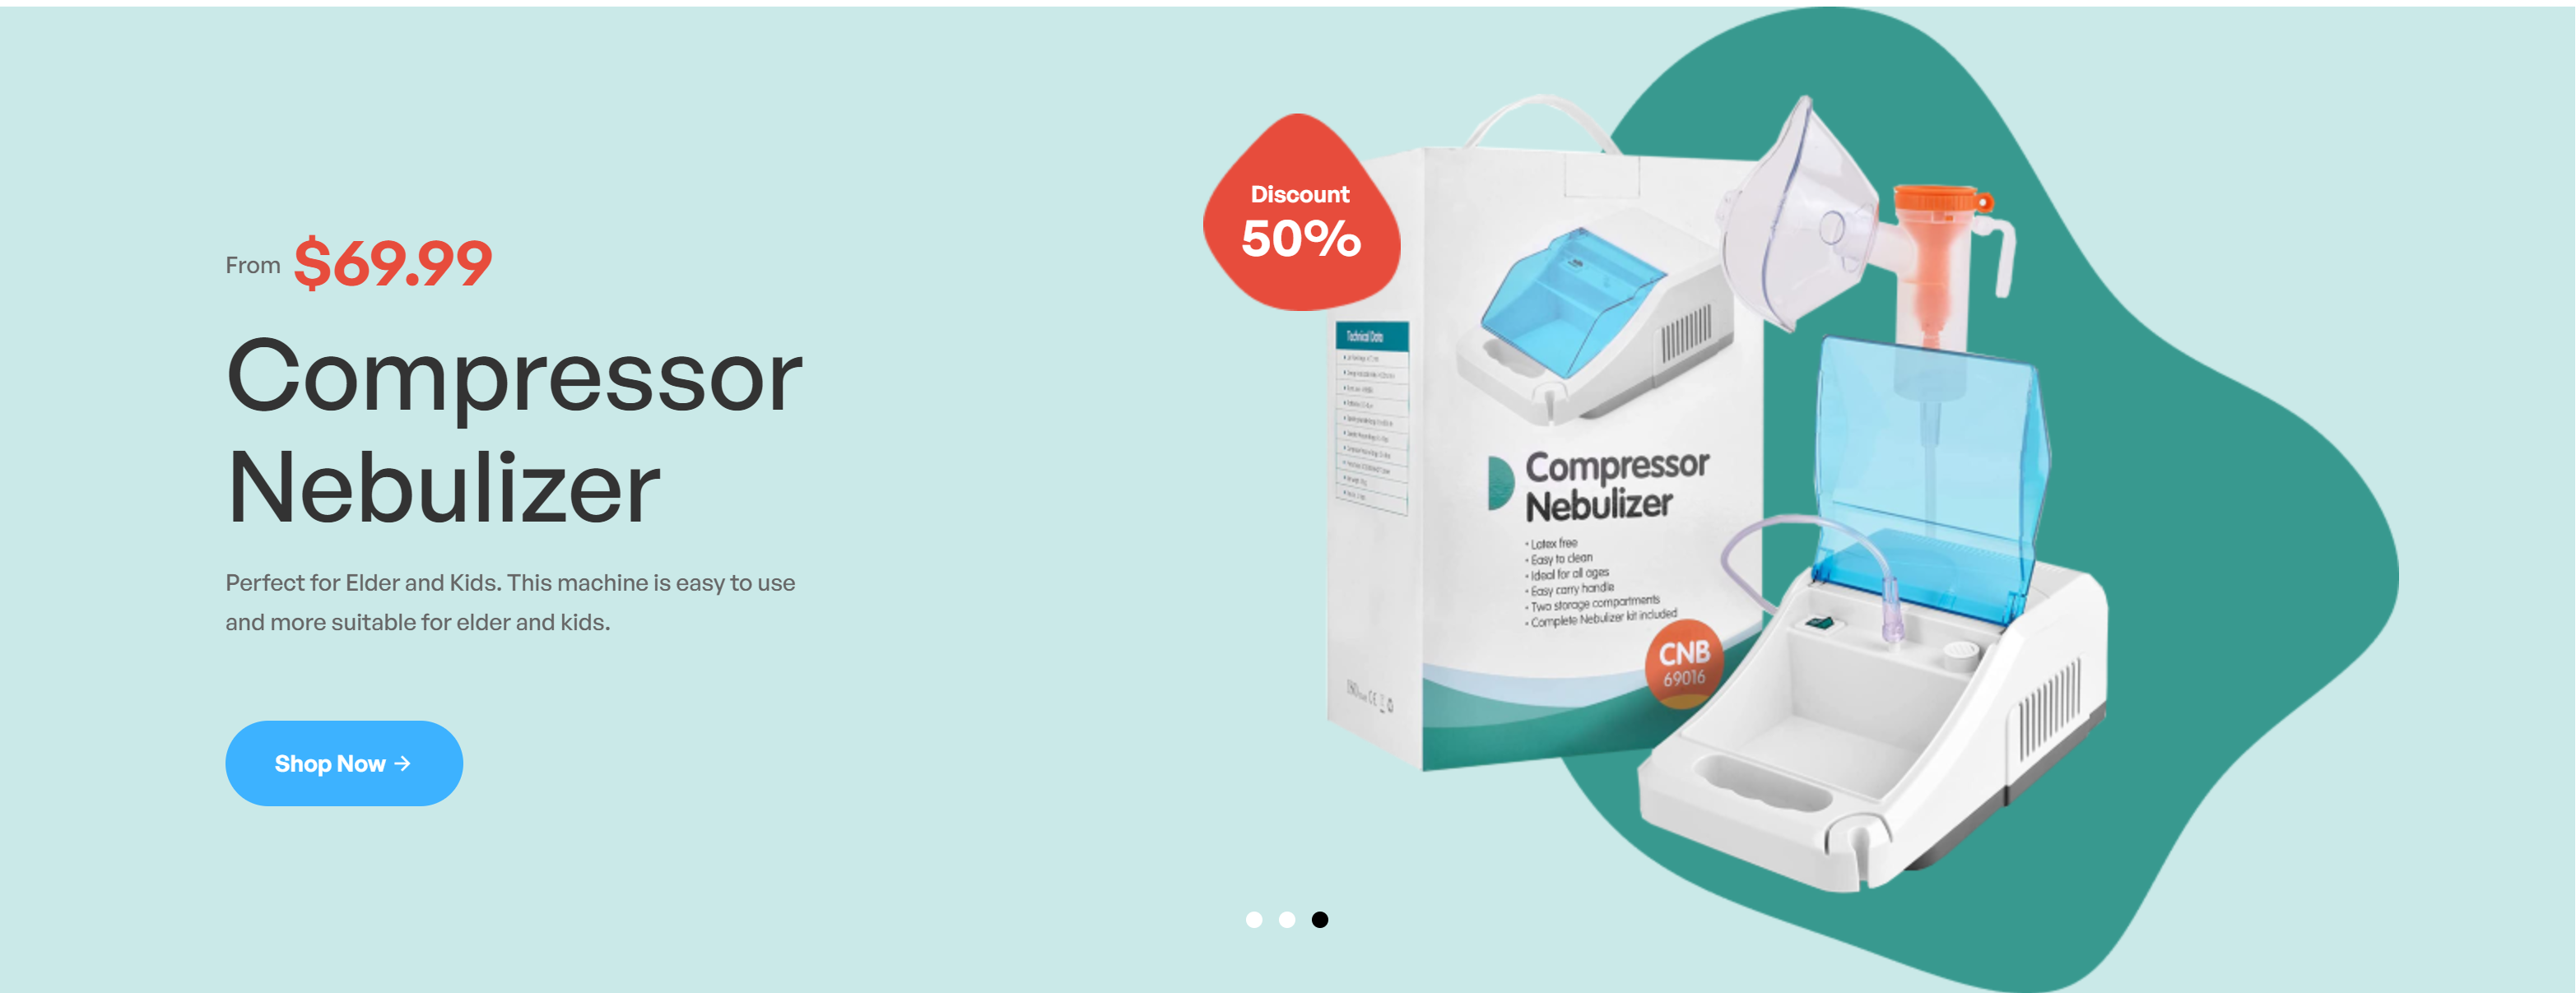 From $69.99
Compressor
Nebulizer
Perfect for Elder and Kids. This machine is easy to use
and more suitable for elder and kids.
Shop Now →
Discount
50%
Technical Data
Compressor
Nebulizer
• Latex free
• Easy to clean
• Ideal for all ages
• Easy carry handle
• Two storage compartments
• Complete Nebulizer kit included
CNB
69016